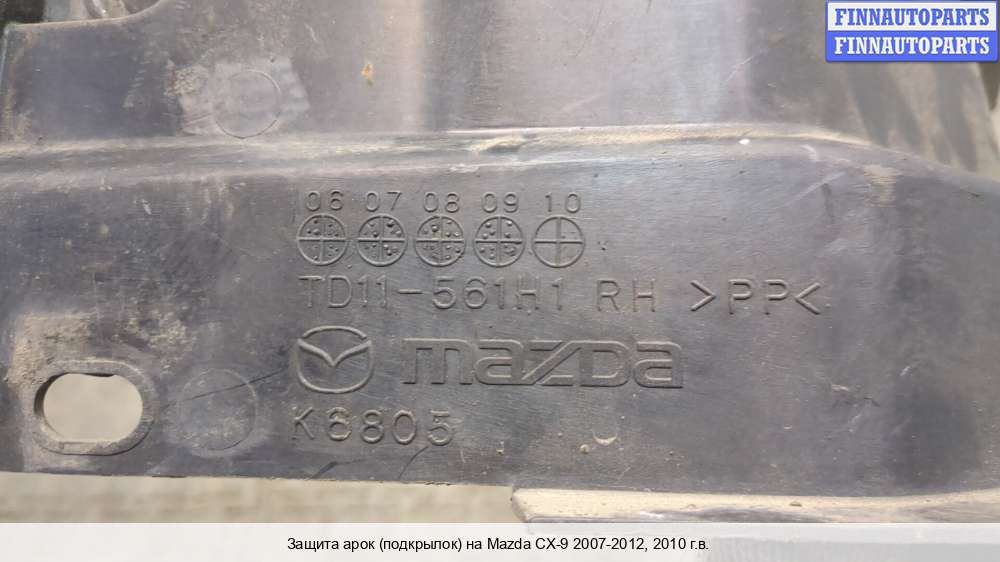 FINNAUTOPARTS
FINNAUTOPARTS
06 07 08 09 10
TD11-561H1 RH >PP<
mazda
K6805
Защита арок (подкрылок) на Mazda CX-9 2007-2012, 2010 г.в.